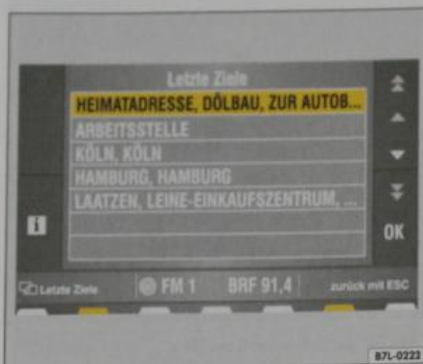 Letzte Ziele
HEIMATADRESSE, DÖLBAU, ZUR AUTOB...
ARBEITSSTELLE
KÖLN, KÖLN
HAMBURG, HAMBURG
LAATZEN, LEINE-EINKAUFSZENTRUM, ...
i
OK
Letzte Ziele FM 1 BRF 91,4 zurück mit ESC
B7L-0223